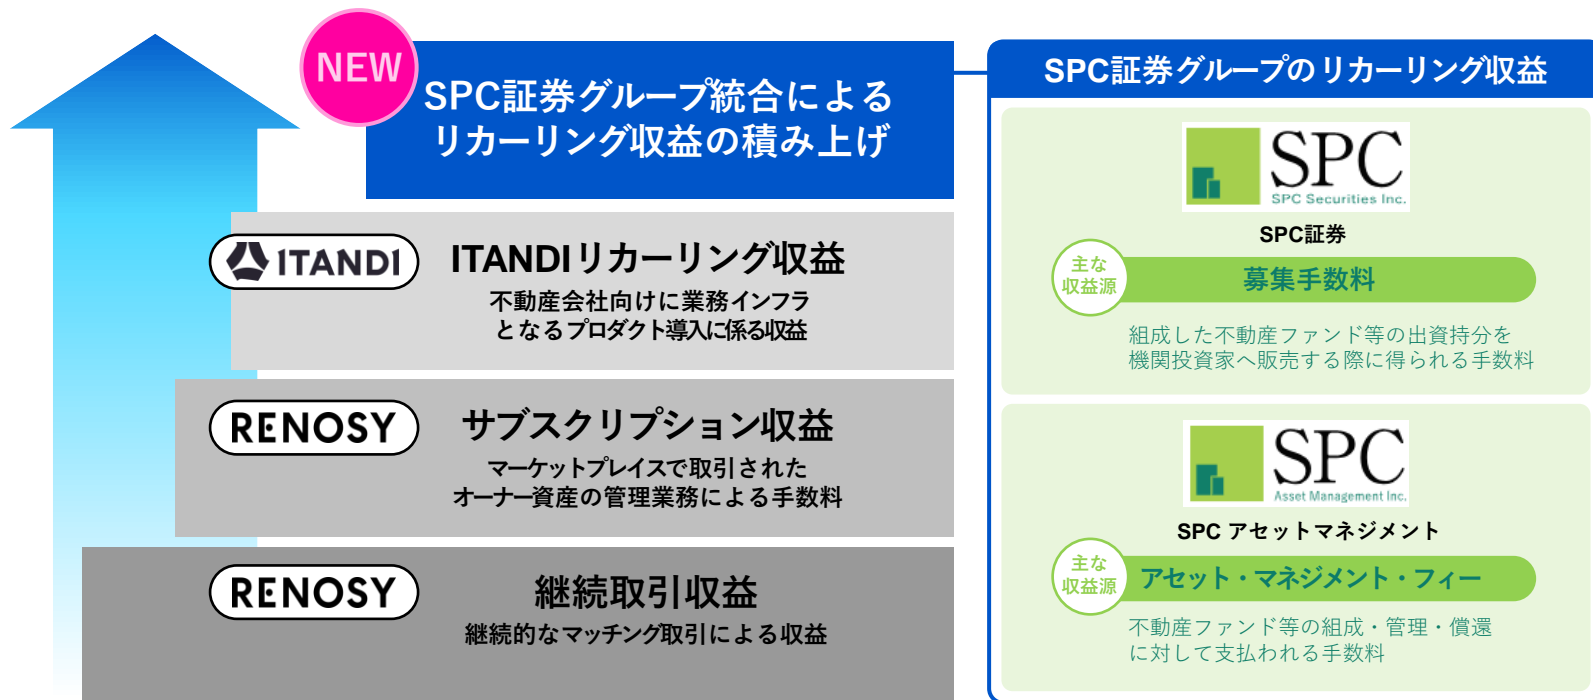 NEW
SPC証券グループ統合による
リカーリング収益の積み上げ
ITANDI
ITANDIリカーリング収益
不動産会社向けに業務インフラ
となるプロダクト導入に係る収益
RENOSY
サブスクリプション収益
マーケットプレイスで取引された
オーナー資産の管理業務による手数料
RENOSY
継続取引収益
継続的なマッチング取引による収益
SPC証券グループのリカーリング収益
SPC
SPC Securities Inc.
SPC証券
主な
収益源
募集手数料
組成した不動産ファンド等の出資持分を
機関投資家へ販売する際に得られる手数料
SPC
Asset Management Inc.
SPC アセットマネジメント
主な
収益源
アセット・マネジメント・フィー
不動産ファンド等の組成・管理・償還
に対して支払われる手数料